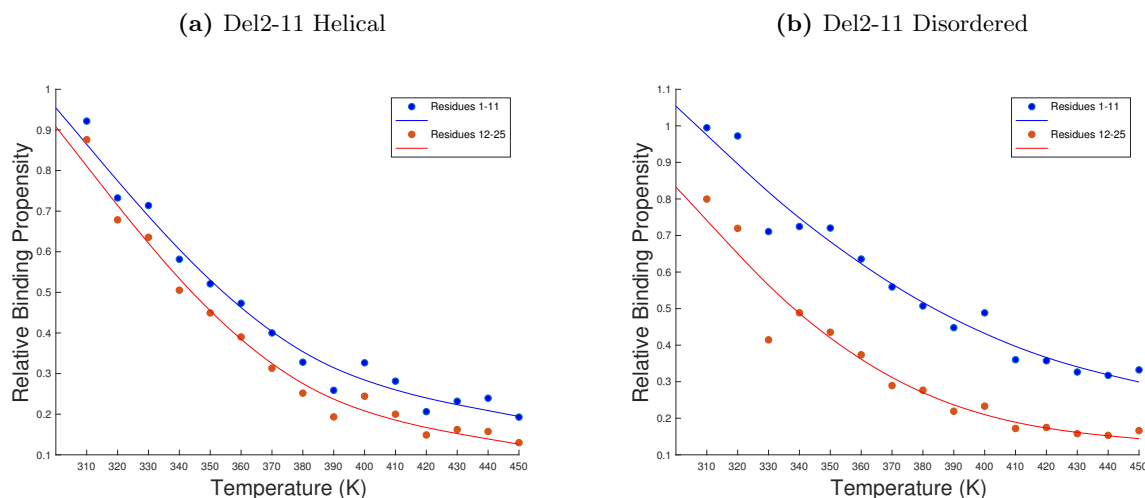 (a) Del2-11 Helical
1
0.9
0.8
0.7
0.6
0.5
0.4
0.3
0.2
0.1
Relative Binding Propensity
310 320 330 340 350 360 370 380 390 400 410 420 430 440 450
Temperature (K)
Residues 1-11
Residues 12-25
(b) Del2-11 Disordered
1.1
1
0.9
0.8
0.7
0.6
0.5
0.4
0.3
0.2
0.1
Relative Binding Propensity
310 320 330 340 350 360 370 380 390 400 410 420 430 440 450
Temperature (K)
Residues 1-11
Residues 12-25